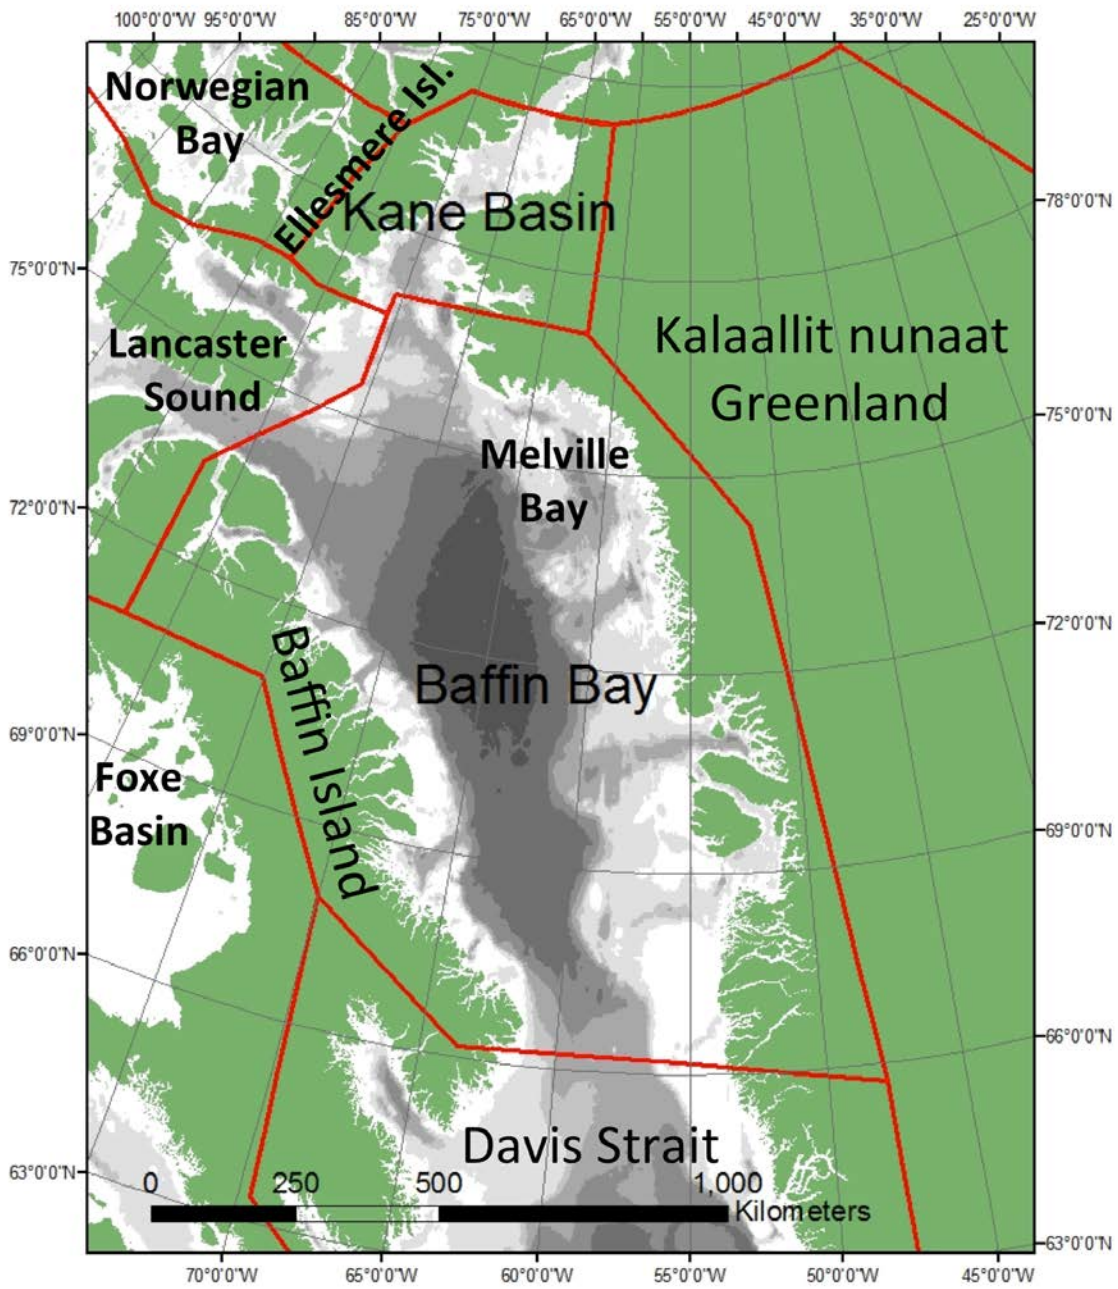 100°0'0"W 95°0'0"W 85°0'0"W 75°0'0"W 65°0'0"W 55°0'0"W 45°0'0"W 35°0'0"W 25°0'0"W
Norwegian
Bay
Ellesmere Isl.
Kane Basin
78°0'0"N
75°0'0"N
Lancaster
Sound
Kalaallit nunaat
Greenland
75°0'0"N
Melville
Bay
72°0'0"N
72°0'0"N
Baffin Island
Baffin Bay
69°0'0"N
Foxe
Basin
69°0'0"N
66°0'0"N
66°0'0"N
Davis Strait
63°0'0"N
0 250 500 1,000
Kilometers
63°0'0"N
70°0'0"W 65°0'0"W 60°0'0"W 55°0'0"W 50°0'0"W 45°0'0"W